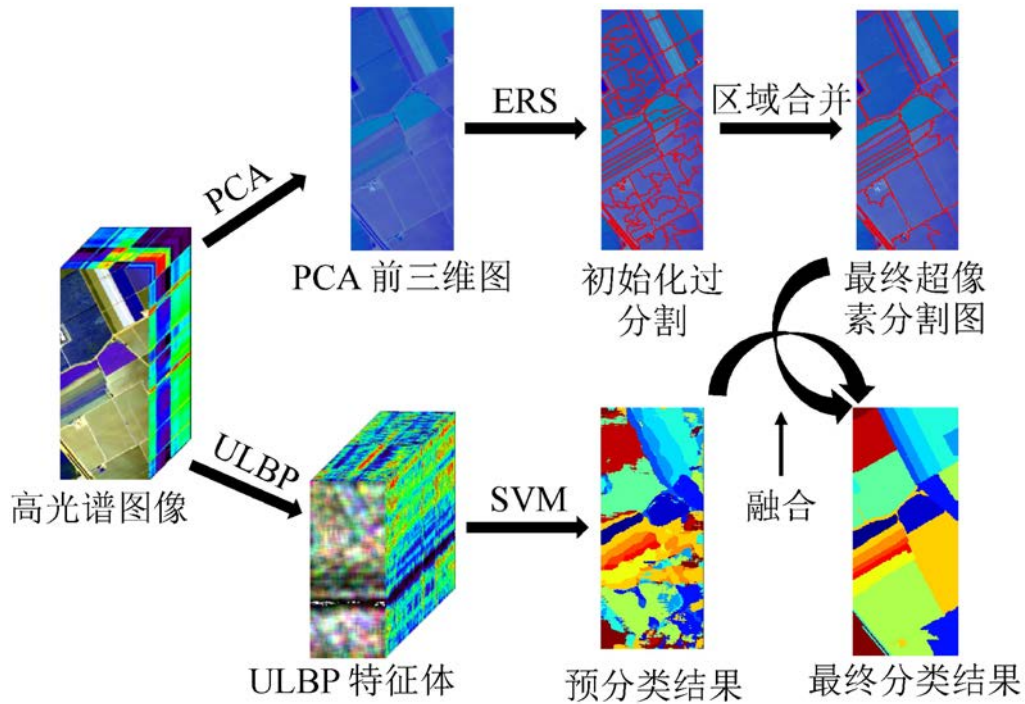 PCA
ERS
区域合并
PCA 前三维图
初始化过
分割
最终超像
素分割图
高光谱图像
ULBP
SVM
融合
ULBP 特征体
预分类结果
最终分类结果